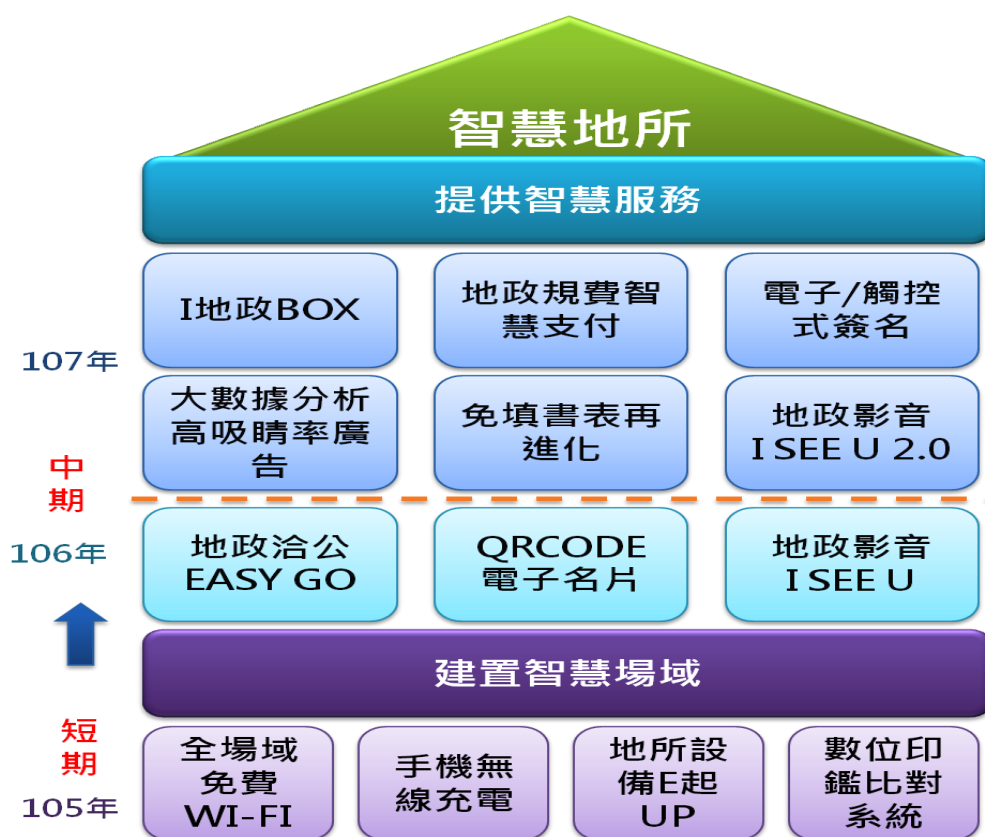 智慧地所
提供智慧服務
I地政BOX
地政規費智
慧支付
電子/觸控
式簽名
107年
大數據分析
高吸睛率廣
告
免填書表再
進化
地政影音
I SEE U 2.0
中
期
106年
地政洽公
EASY GO
QRCODE
電子名片
地政影音
I SEE U
建置智慧場域
短
期
105年
全場域
免費
WI-FI
手機無
線充電
地所設
備E起
UP
數位印
鑑比對
系統